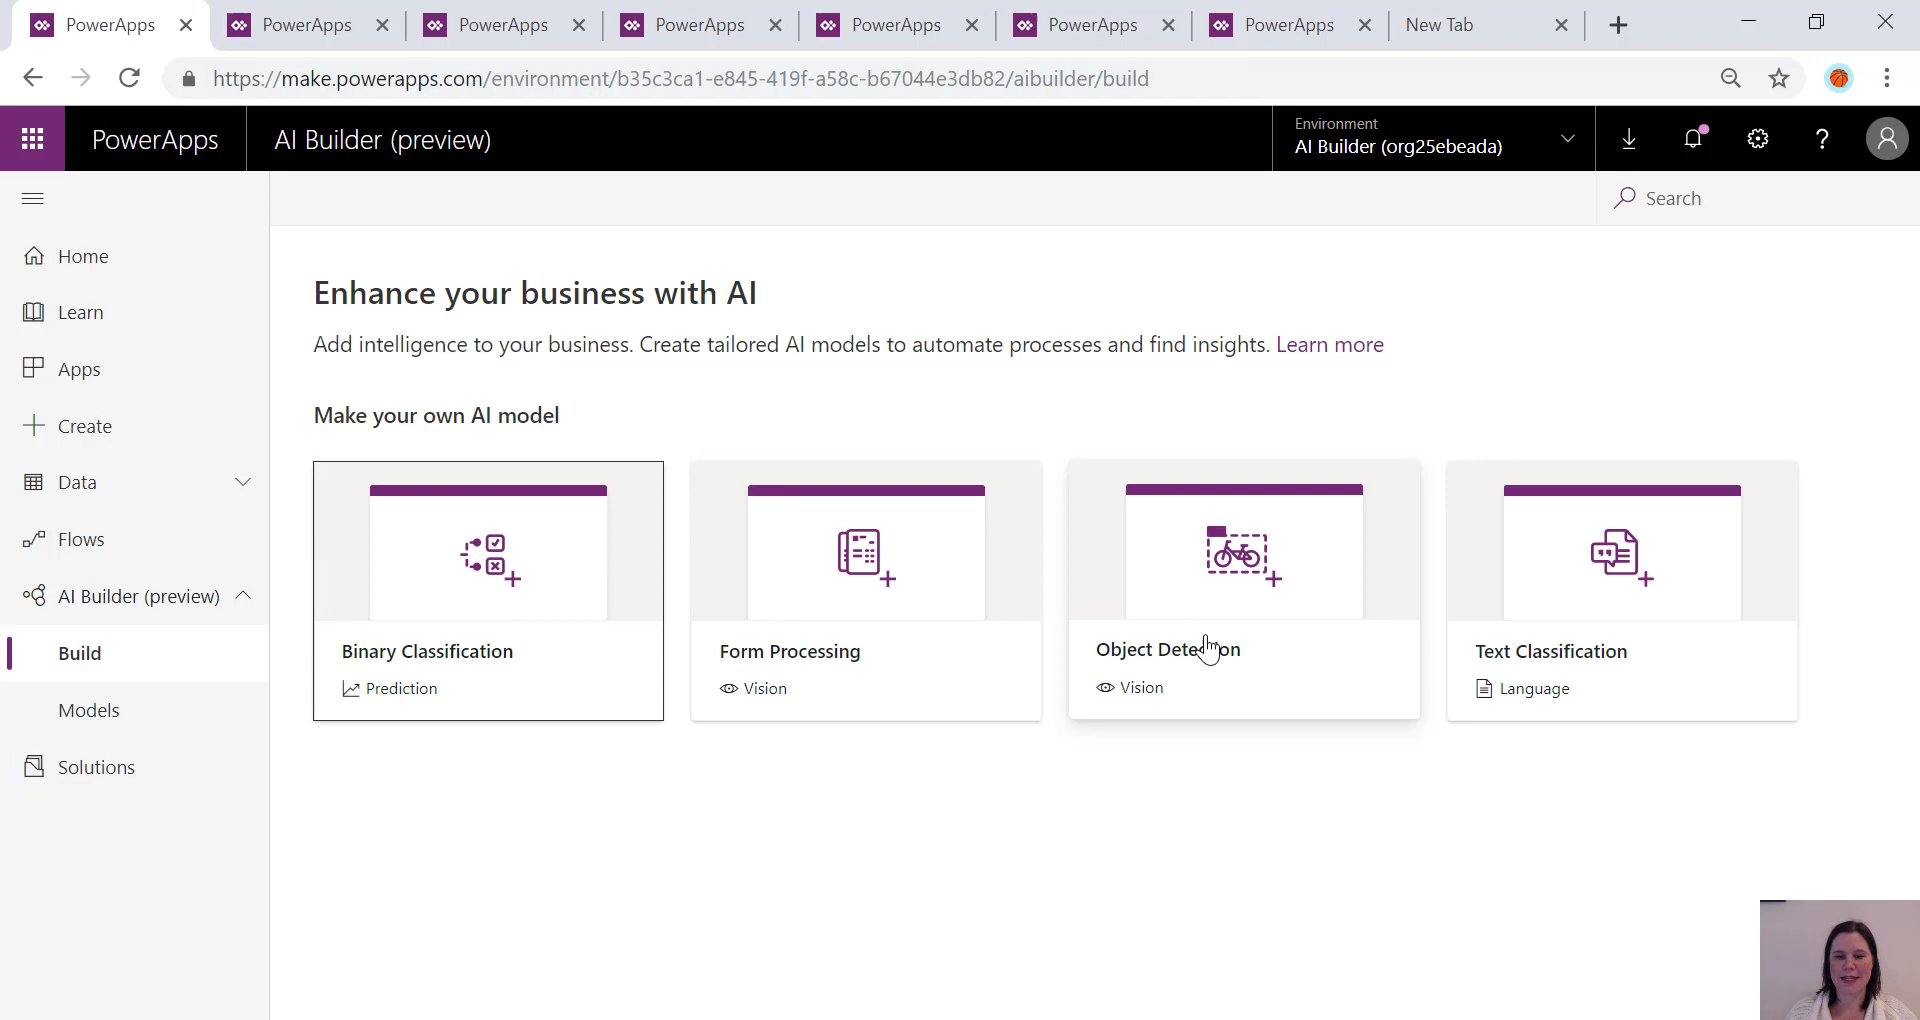 PowerApps
PowerApps
PowerApps
PowerApps
PowerApps
PowerApps
PowerApps
New Tab
https://make.powerapps.com/environment/b35c3ca1-e845-419f-a58c-b67044e3db82/aibuilder/build
PowerApps
AI Builder (preview)
Environment
AI Builder (org25ebeada)
Search
Home
Learn
Apps
Create
Data
Flows
AI Builder (preview)
Build
Models
Solutions
Enhance your business with AI
Add intelligence to your business. Create tailored AI models to automate processes and find insights. Learn more
Make your own AI model
Binary Classification
Prediction
Form Processing
Vision
Object Detection
Vision
Text Classification
Language